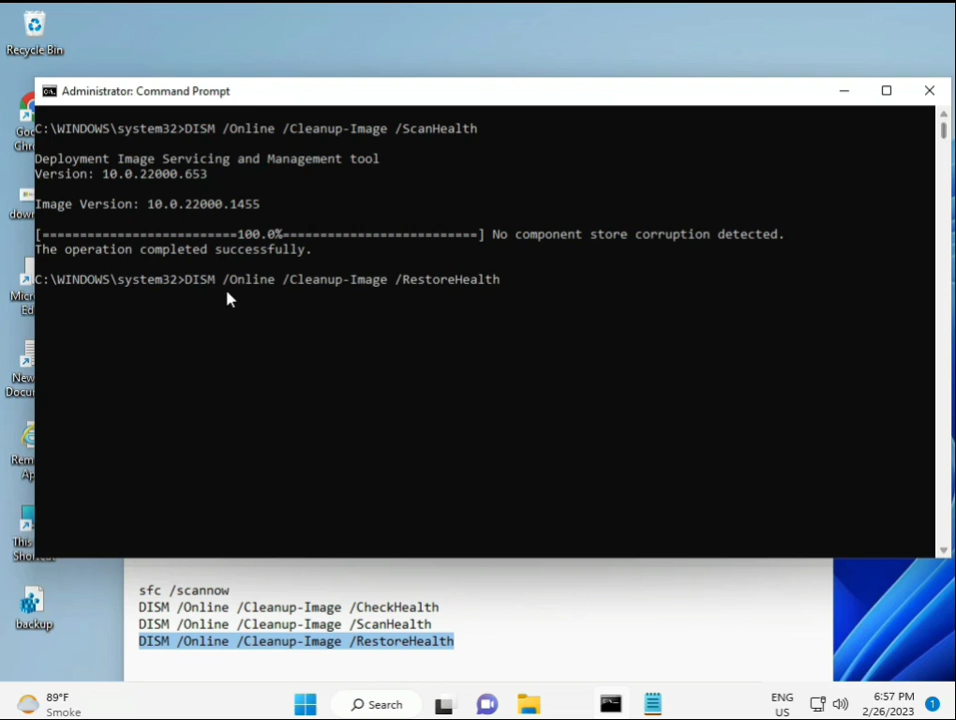 Recycle Bin
Administrator: Command Prompt
C:\WINDOWS\system32>DISM /Online /Cleanup-Image /ScanHealth
Deployment Image Servicing and Management tool
Version: 10.0.22000.653
Image Version: 10.0.22000.1455
[==========================100.0%==========================] No component store corruption detected.
The operation completed successfully.
C:\WINDOWS\system32>DISM /Online /Cleanup-Image /RestoreHealth
sfc /scannow
DISM /Online /Cleanup-Image /CheckHealth
DISM /Online /Cleanup-Image /ScanHealth
DISM /Online /Cleanup-Image /RestoreHealth
backup
89°F
Smoke
Search
ENG
US
6:57 PM
2/26/2023
1